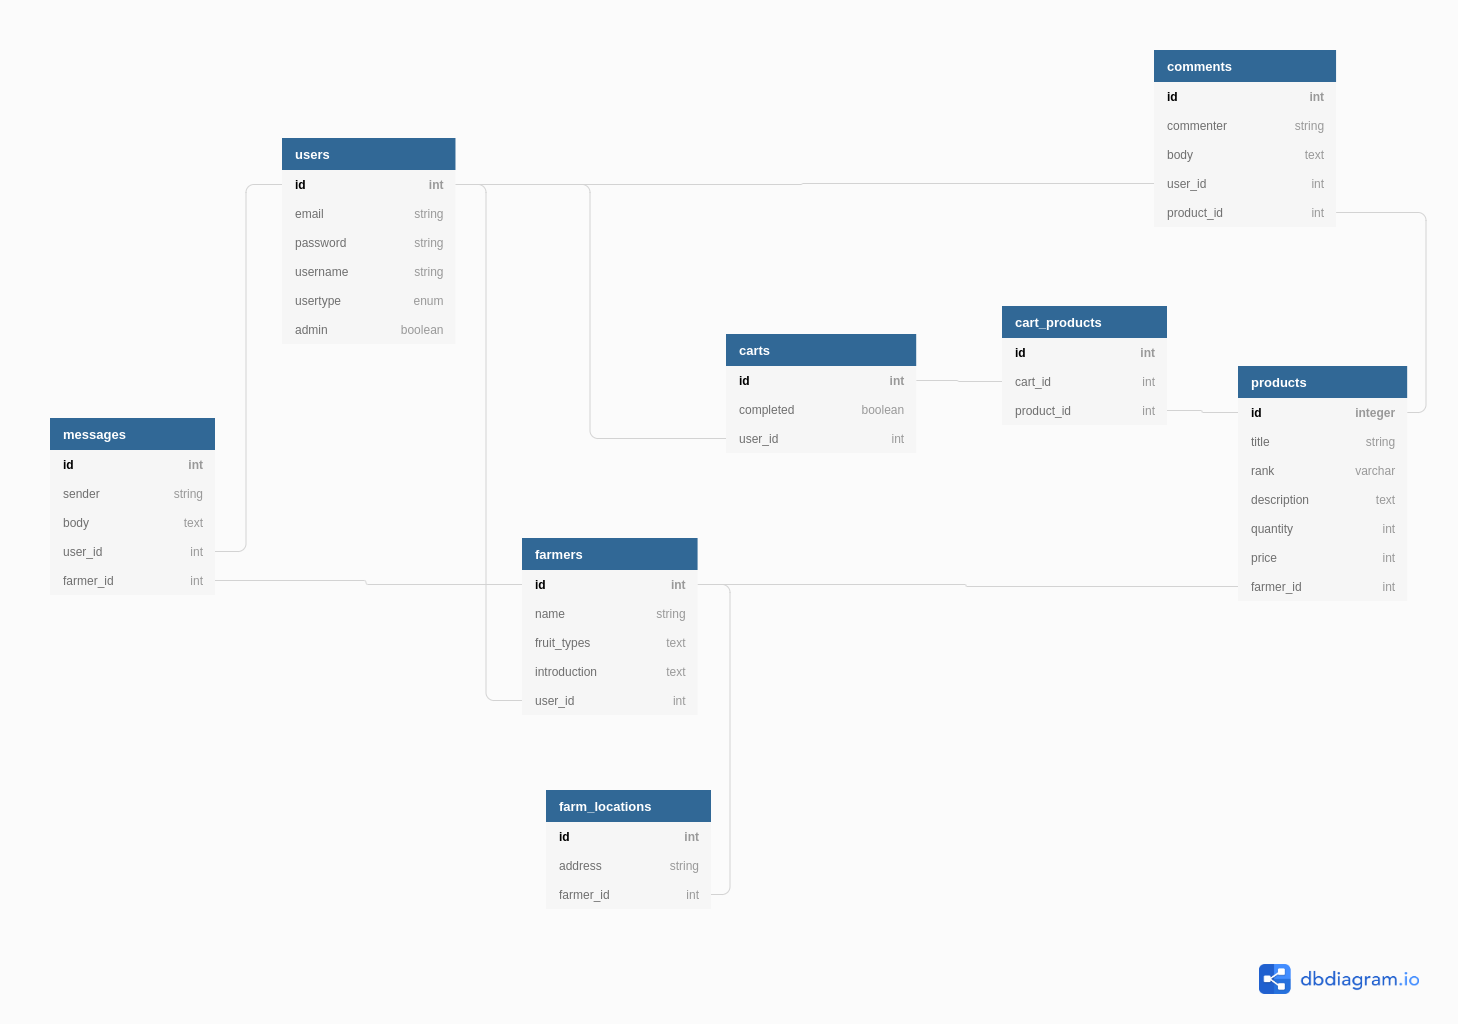 comments
id int
commenter string
body text
user_id int
product_id int
users
id int
email string
password string
username string
usertype enum
admin boolean
carts
id int
completed boolean
user_id int
cart_products
id int
cart_id int
product_id int
products
id integer
title string
rank varchar
description text
quantity int
price int
farmer_id int
messages
id int
sender string
body text
user_id int
farmer_id int
farmers
id int
name string
fruit_types text
introduction text
user_id int
farm_locations
id int
address string
farmer_id int
dbdiagram.io